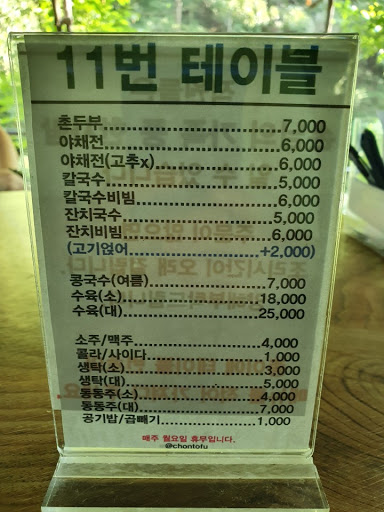 11번 테이블
촌두부........................7,000
야채전........................6,000
야채전(고추x)................6,000
칼국수........................5,000
칼국수비빔....................6,000
잔치국수......................5,000
잔치비빔......................6,000
(고기얹어 ..................+2,000)
콩국수(여름)..................7,000
수육(소)......................18,000
수육(대)......................25,000
소주/맥주.....................4,000
콜라/사이다...................1,000
생탁(소)......................3,000
생탁(대)......................5,000
동동주(소)....................4,000
동동주(대)....................7,000
공기밥/곱빼기.................1,000
매주 월요일 휴무입니다.
@chontofu